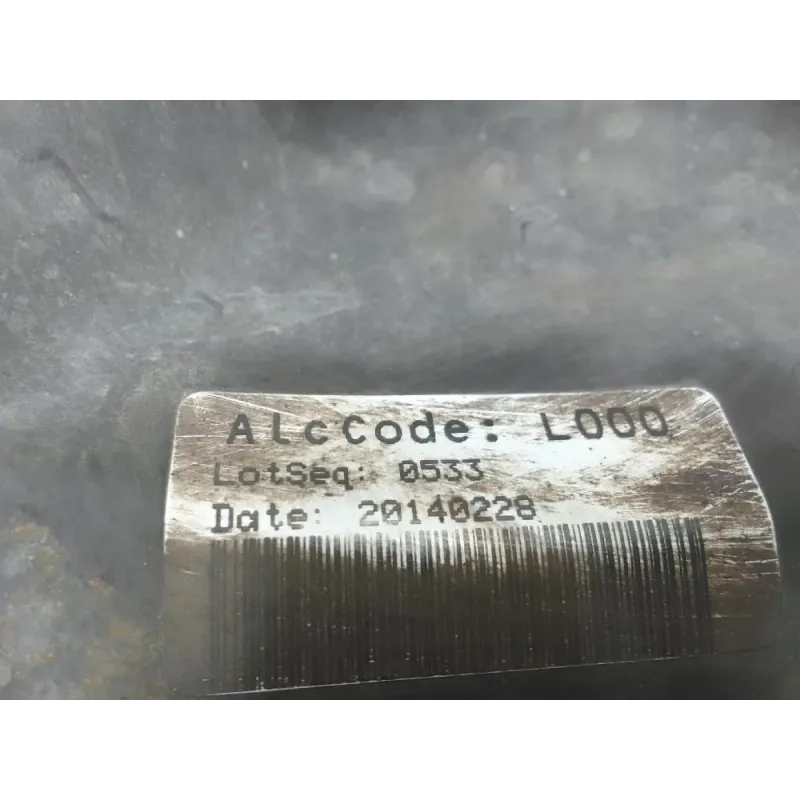 AlcCode: L000
LotSeq: 0533
Date: 20140228